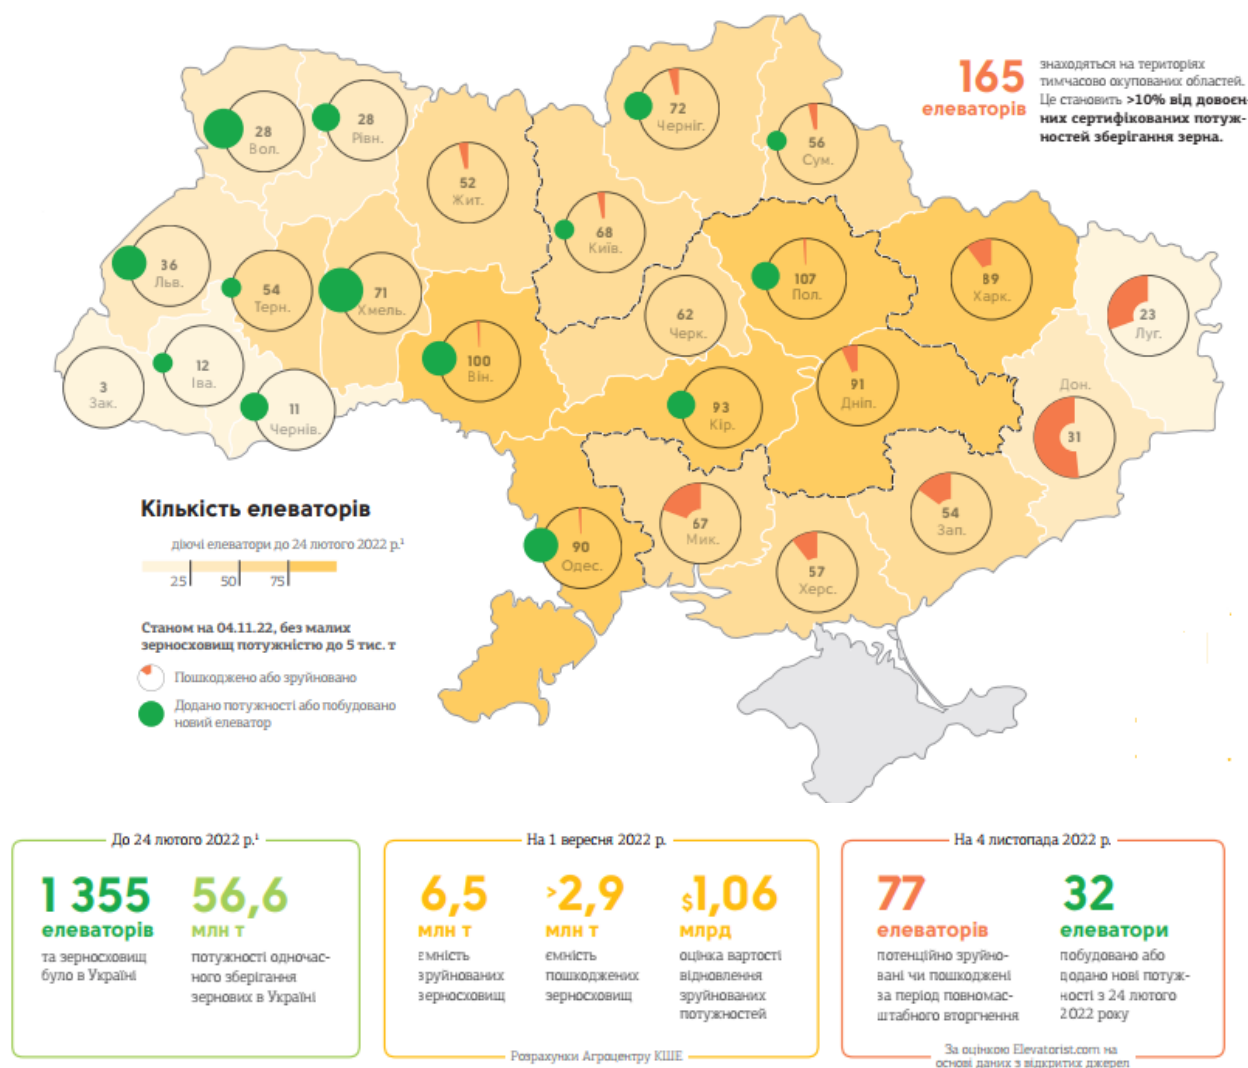 165
елеваторів
знаходяться на територіях
тимчасово окупованих областей.
Це становить >10% від довоєн-
них сертифікованих потуж-
ностей зберігання зерна.
28
Вол.
28
Рівн.
52
Жит.
72
Черніг.
56
Сум.
68
Київ.
36
Льв.
54
Терн.
71
Хмель.
107
Пол.
89
Харк.
23
Луг.
62
Черк.
3
Зак.
12
Іва.
11
Чернів.
100
Він.
93
Кір.
91
Дніп.
Дон.
31
67
Мик.
54
Зап.
57
Херс.
90
Одес.
Кількість елеваторів
діючі елеватори до 24 лютого 2022 р.¹
25
50
75
Станом на 04.11.22, без малих
зерносховищ потужністю до 5 тис. т
Пошкоджено або зруйновано
Додано потужності або побудовано
новий елеватор
До 24 лютого 2022 р.¹
1 355
елеваторів
та зерносховищ
було в Україні
56,6
млн т
потужності одночас-
ного зберігання
зернових в Україні
На 1 вересня 2022 р.
6,5
млн т
ємність
зруйнованих
зерносховищ
>2,9
млн т
ємність
пошкоджених
зерносховищ
$1,06
млрд
оцінка вартості
відновлення
зруйнованих
потужностей
Розрахунки Агроцентру КШЕ
На 4 листопада 2022 р.
77
елеваторів
потенційно зруйно-
вані чи пошкоджені
за період повномас-
штабного вторгнення
32
елеватори
побудовано або
додано нові потуж-
ності з 24 лютого
2022 року
За оцінкою Elevatorist.com на
основі даних з відкритих джерел